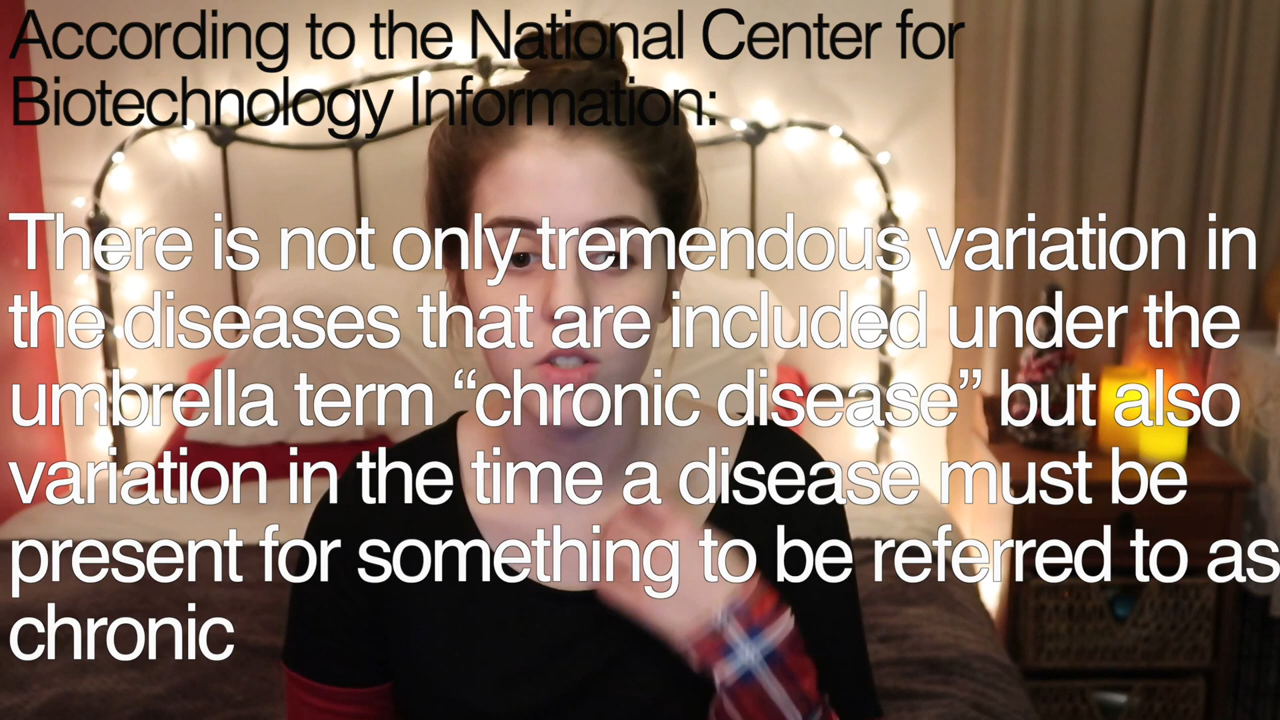 According to the National Center for
Biotechnology Information:
There is not only tremendous variation in
the diseases that are included under the
umbrella term “chronic disease” but also
variation in the time a disease must be
present for something to be referred to as
chronic